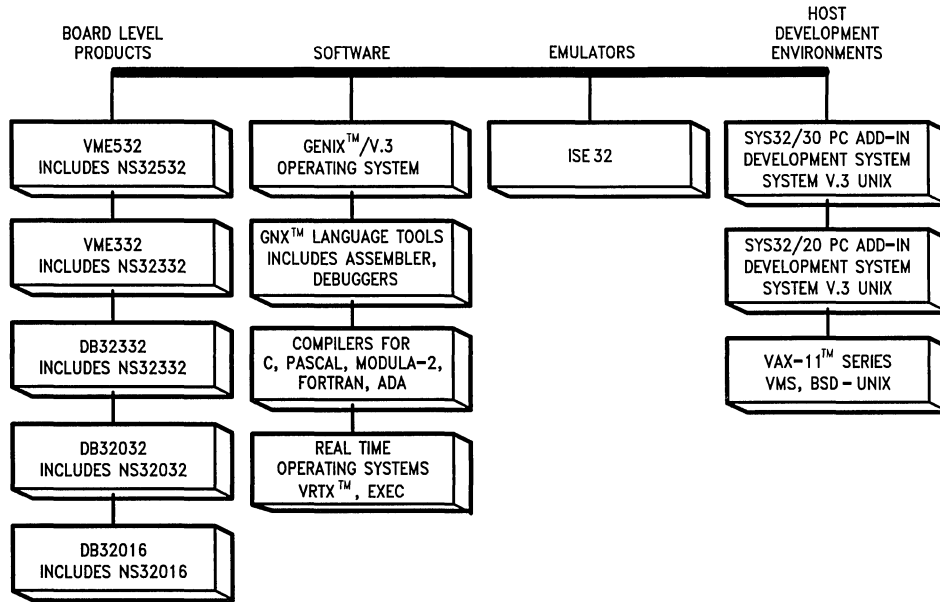 BOARD LEVEL
PRODUCTS
SOFTWARE
EMULATORS
HOST
DEVELOPMENT
ENVIRONMENTS
VME532
INCLUDES NS32532
VME332
INCLUDES NS32332
DB32332
INCLUDES NS32332
DB32032
INCLUDES NS32032
DB32016
INCLUDES NS32016
GENIX™/V.3
OPERATING SYSTEM
GNX™ LANGUAGE TOOLS
INCLUDES ASSEMBLER,
DEBUGGERS
COMPILERS FOR
C, PASCAL, MODULA-2,
FORTRAN, ADA
REAL TIME
OPERATING SYSTEMS
VRTX™, EXEC
ISE32
SYS32/30 PC ADD-IN
DEVELOPMENT SYSTEM
SYSTEM V.3 UNIX
SYS32/20 PC ADD-IN
DEVELOPMENT SYSTEM
SYSTEM V.3 UNIX
VAX-11™ SERIES
VMS, BSD-UNIX